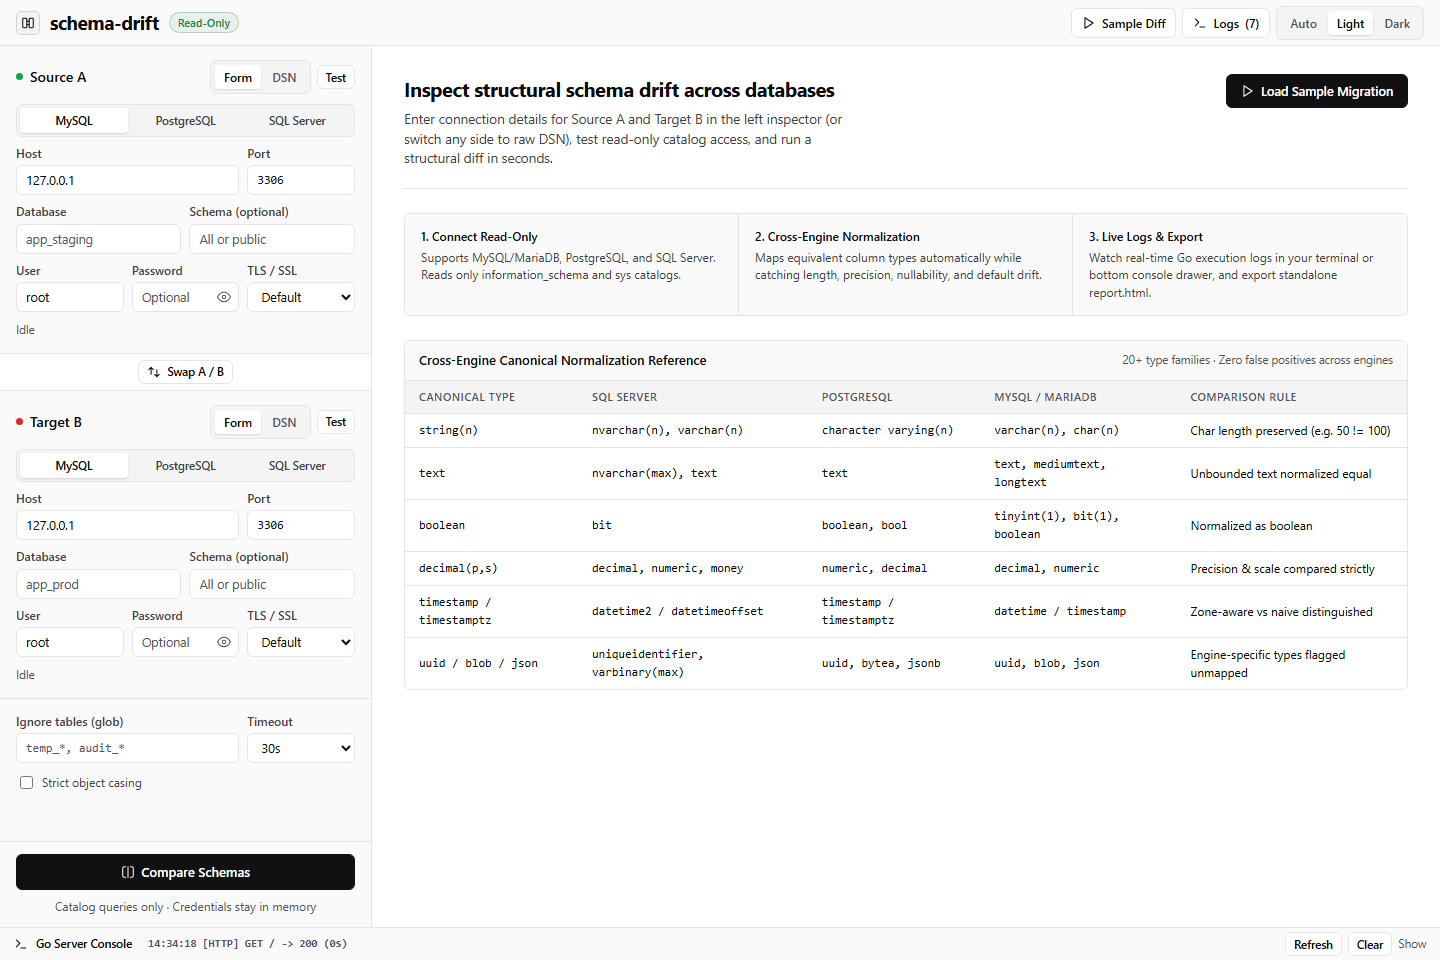 schema-drift
Read-Only
Sample Diff
Logs (7)
Auto
Light
Dark
Source A
Form
DSN
Test
MySQL
PostgreSQL
SQL Server
Host
Port
127.0.0.1
3306
Database
Schema (optional)
app_staging
All or public
User
Password
TLS / SSL
root
Optional
Default
Idle
Swap A / B
Target B
Form
DSN
Test
MySQL
PostgreSQL
SQL Server
Host
Port
127.0.0.1
3306
Database
Schema (optional)
app_prod
All or public
User
Password
TLS / SSL
root
Optional
Default
Idle
Ignore tables (glob)
Timeout
temp_*, audit_*
30s
Strict object casing
Compare Schemas
Catalog queries only · Credentials stay in memory
Inspect structural schema drift across databases
Enter connection details for Source A and Target B in the left inspector (or
switch any side to raw DSN), test read-only catalog access, and run a
structural diff in seconds.
Load Sample Migration
1. Connect Read-Only
Supports MySQL/MariaDB, PostgreSQL, and SQL Server.
Reads only information_schema and sys catalogs.
2. Cross-Engine Normalization
Maps equivalent column types automatically while
catching length, precision, nullability, and default drift.
3. Live Logs & Export
Watch real-time Go execution logs in your terminal or
bottom console drawer, and export standalone
report.html.
Cross-Engine Canonical Normalization Reference
20+ type families · Zero false positives across engines
CANONICAL TYPE
SQL SERVER
POSTGRESQL
MYSQL / MARIADB
COMPARISON RULE
string(n)
nvarchar(n), varchar(n)
character varying(n)
varchar(n), char(n)
Char length preserved (e.g. 50 != 100)
text
nvarchar(max), text
text
text, mediumtext,
longtext
Unbounded text normalized equal
boolean
bit
boolean, bool
tinyint(1), bit(1),
boolean
Normalized as boolean
decimal(p,s)
decimal, numeric, money
numeric, decimal
decimal, numeric
Precision & scale compared strictly
timestamp /
timestamptz
datetime2 / datetimeoffset
timestamp /
timestamptz
datetime / timestamp
Zone-aware vs naive distinguished
uuid / blob / json
uniqueidentifier,
varbinary(max)
uuid, bytea, jsonb
uuid, blob, json
Engine-specific types flagged
unmapped
Go Server Console
14:34:18 [HTTP] GET / -> 200 (0s)
Refresh
Clear
Show